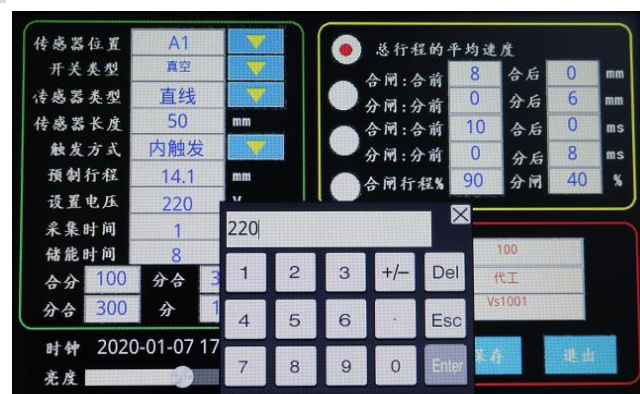 传感器位置 A1
开关类型 真空
传感器类型 直线
传感器长度 50 mm
触发方式 内触发
预制行程 14.1 mm
设置电压 220 V
采集时间 1
储能时间 8
合分 100 分合 3
分合 300 分 1
时钟 2020-01-07 17
亮度
总行程的平均速度
合闸:合前 8 合后 0 mm
分闸:分前 0 分后 6 mm
合闸:合前 10 合后 0 ms
分闸:分前 0 分后 8 ms
合闸行程% 90 分闸 40 %
220
1 2 3 +/- Del
4 5 6 . Esc
7 8 9 0 Enter
100
代工
Vs1001
保存 退出